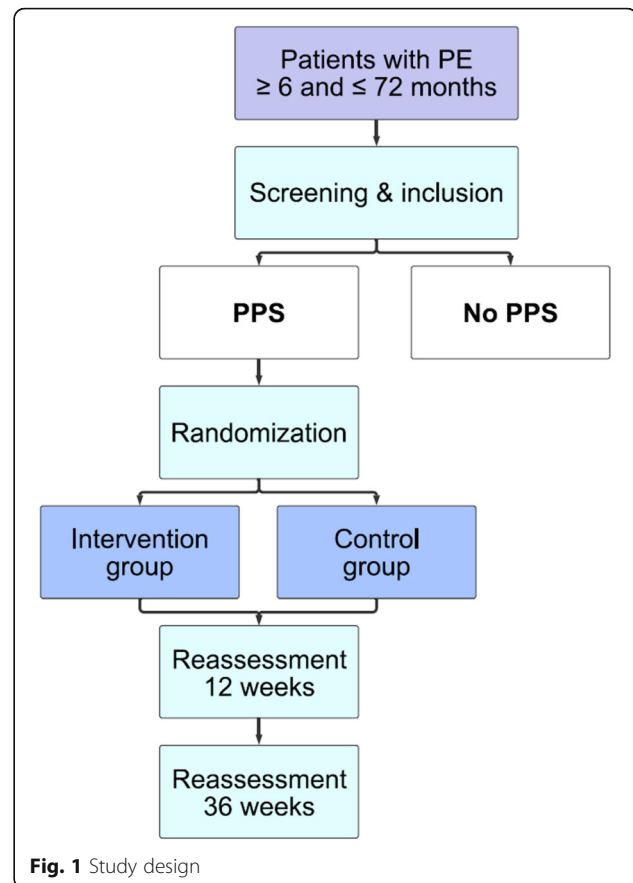 Patients with PE
≥ 6 and ≤ 72 months
Screening & inclusion
PPS
No PPS
Randomization
Intervention
group
Control
group
Reassessment
12 weeks
Reassessment
36 weeks
Fig. 1 Study design